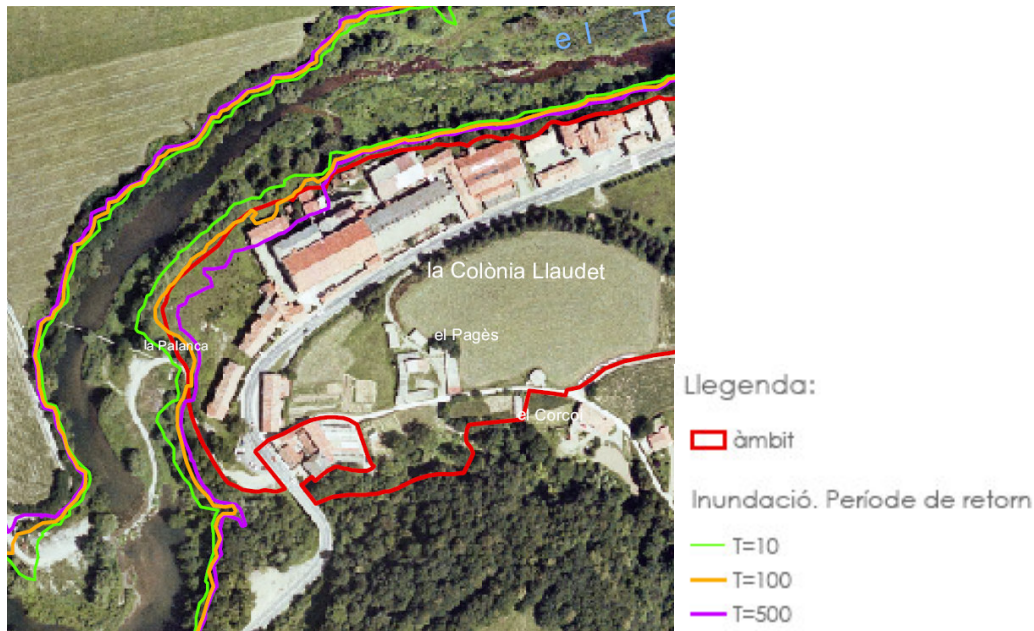 el Te
la Colònia Llaudet
el Pagès
la Palanca
el Corcoi
Llegenda:
àmbit
Inundació. Període de retorn
T=10
T=100
T=500